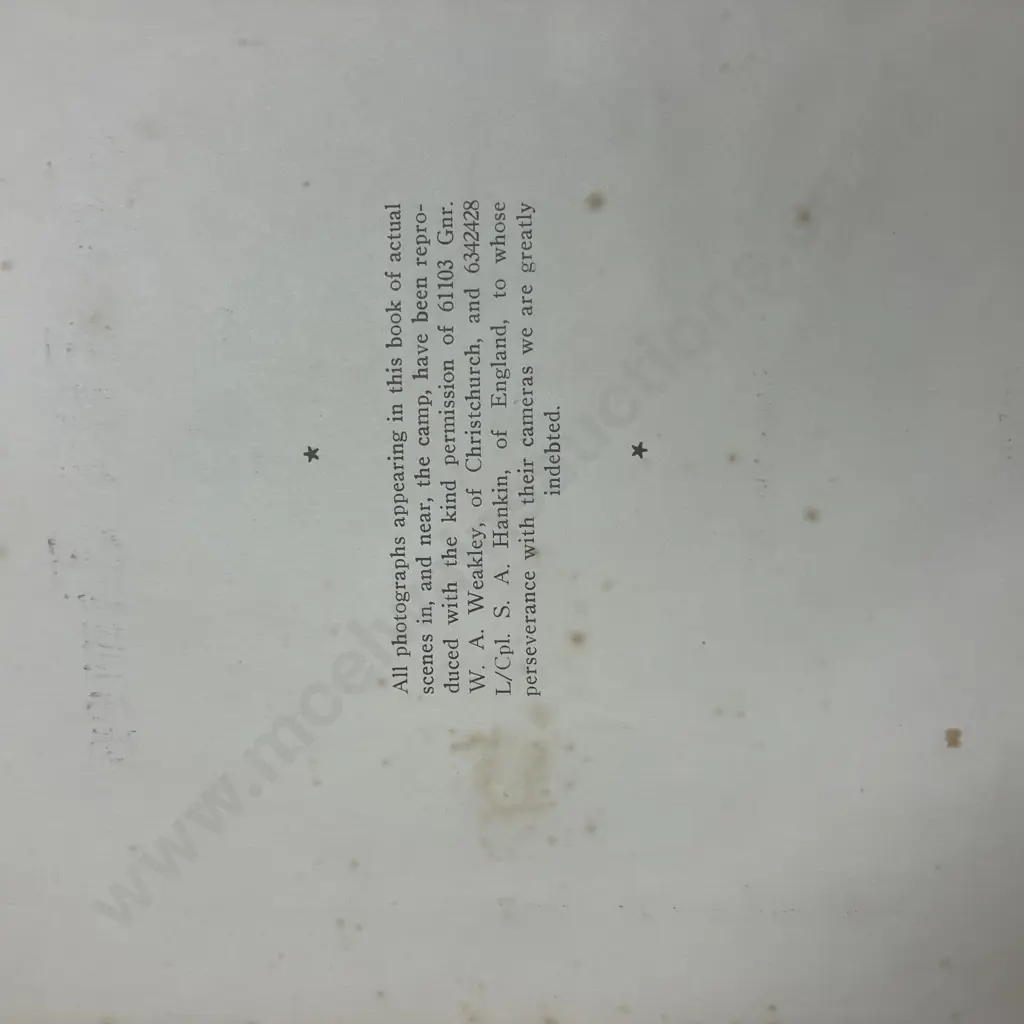 ★
All photographs appearing in this book of actual
scenes in, and near, the camp, have been repro-
duced with the kind permission of 61103 Gnr.
W. A. Weakley, of Christchurch, and 6342428
L/Cpl. S. A. Hankin, of England, to whose
perseverance with their cameras we are greatly
indebted.
★